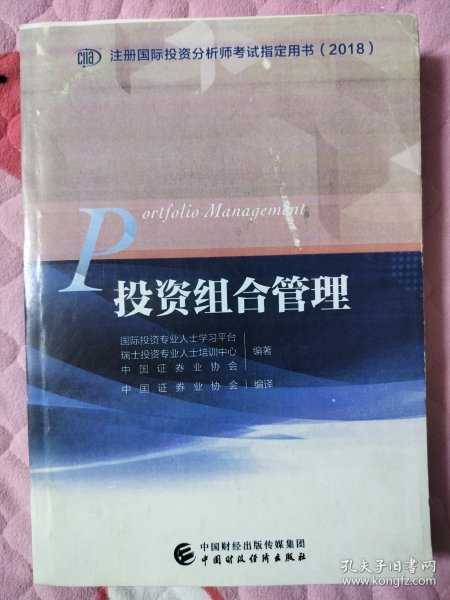 ciia 注册国际投资分析师考试指定用书（2018）
Portfolio Management
投资组合管理
国际投资专业人士学习平台
瑞士投资专业人士培训中心 编著
中国证券业协会
中国证券业协会 编译
中国财经出版传媒集团
中国财政经济出版社
孔夫子旧书网
www.kongfz.com